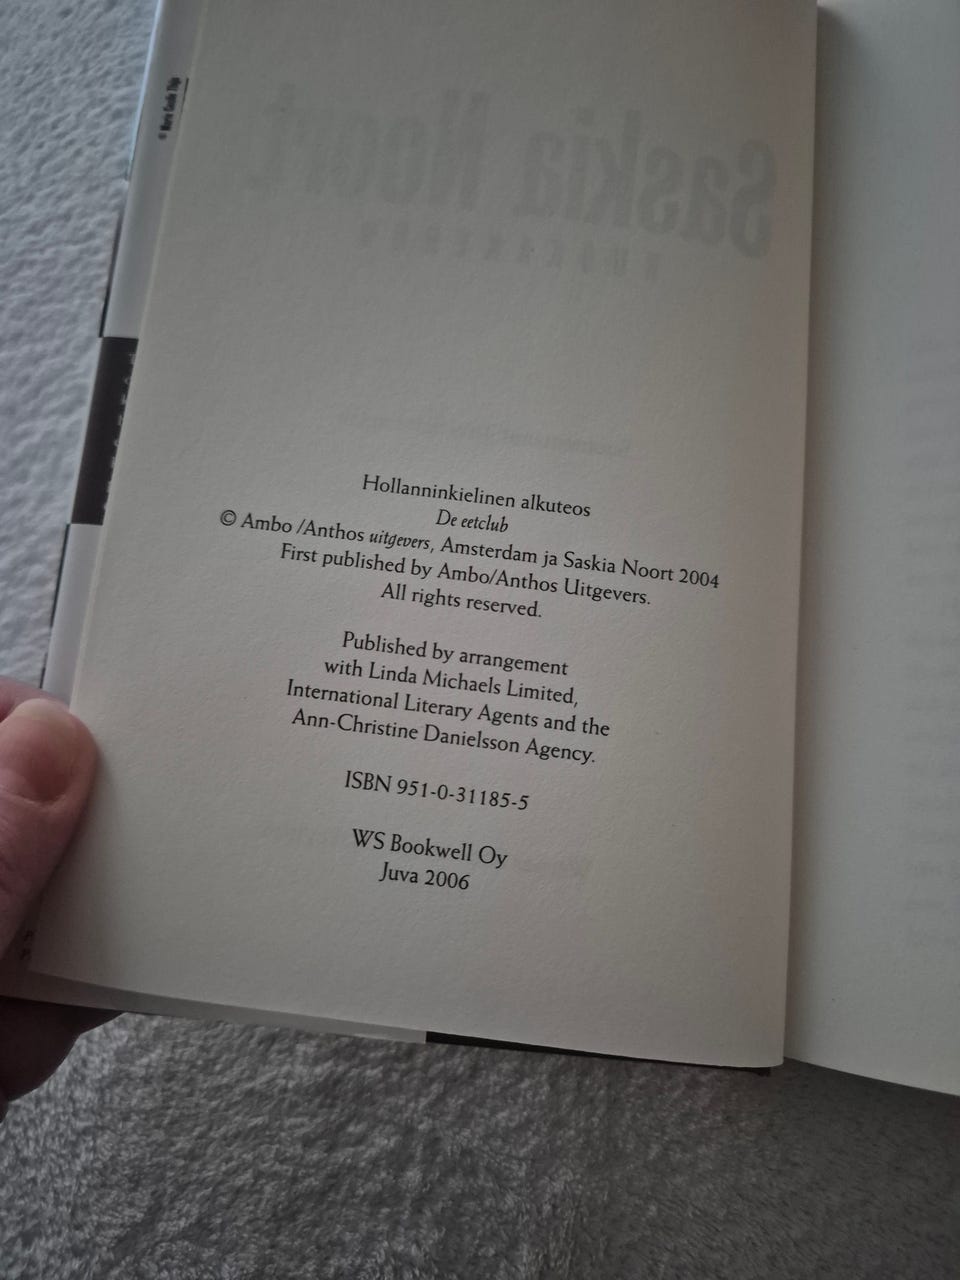 Saskia Noort
Hollanninkielinen alkuteos
De eetclub
© Ambo /Anthos uitgevers, Amsterdam ja Saskia Noort 2004
First published by Ambo/Anthos Uitgevers.
All rights reserved.
Published by arrangement
with Linda Michaels Limited,
International Literary Agents and the
Ann-Christine Danielsson Agency.
ISBN 951-0-31185-5
WS Bookwell Oy
Juva 2006